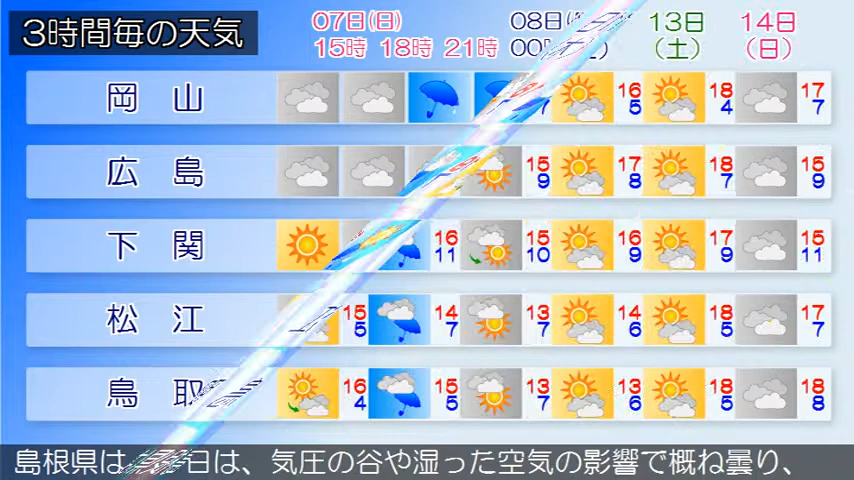 3時間毎の天気
07日(日) 08日 13日 14日
15時 18時 21時 00 (土) (日)
岡山 7 16 5 18 4 17 7
広島 15 9 17 8 18 7 15 9
下関 16 11 15 10 16 9 17 9 15 11
松江 15 5 14 7 13 7 14 6 18 5 17 7
鳥取 16 4 15 5 13 7 13 6 18 5 18 8
島根県は、 日は、気圧の谷や湿った空気の影響で概ね曇り、